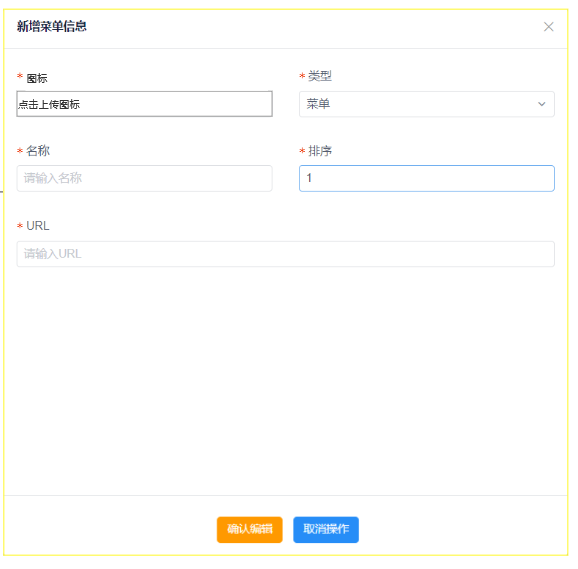 新增菜单信息
* 图标
* 类型
点击上传图标
菜单
* 名称
* 排序
请输入名称
1
* URL
请输入URL
确认编辑
取消操作